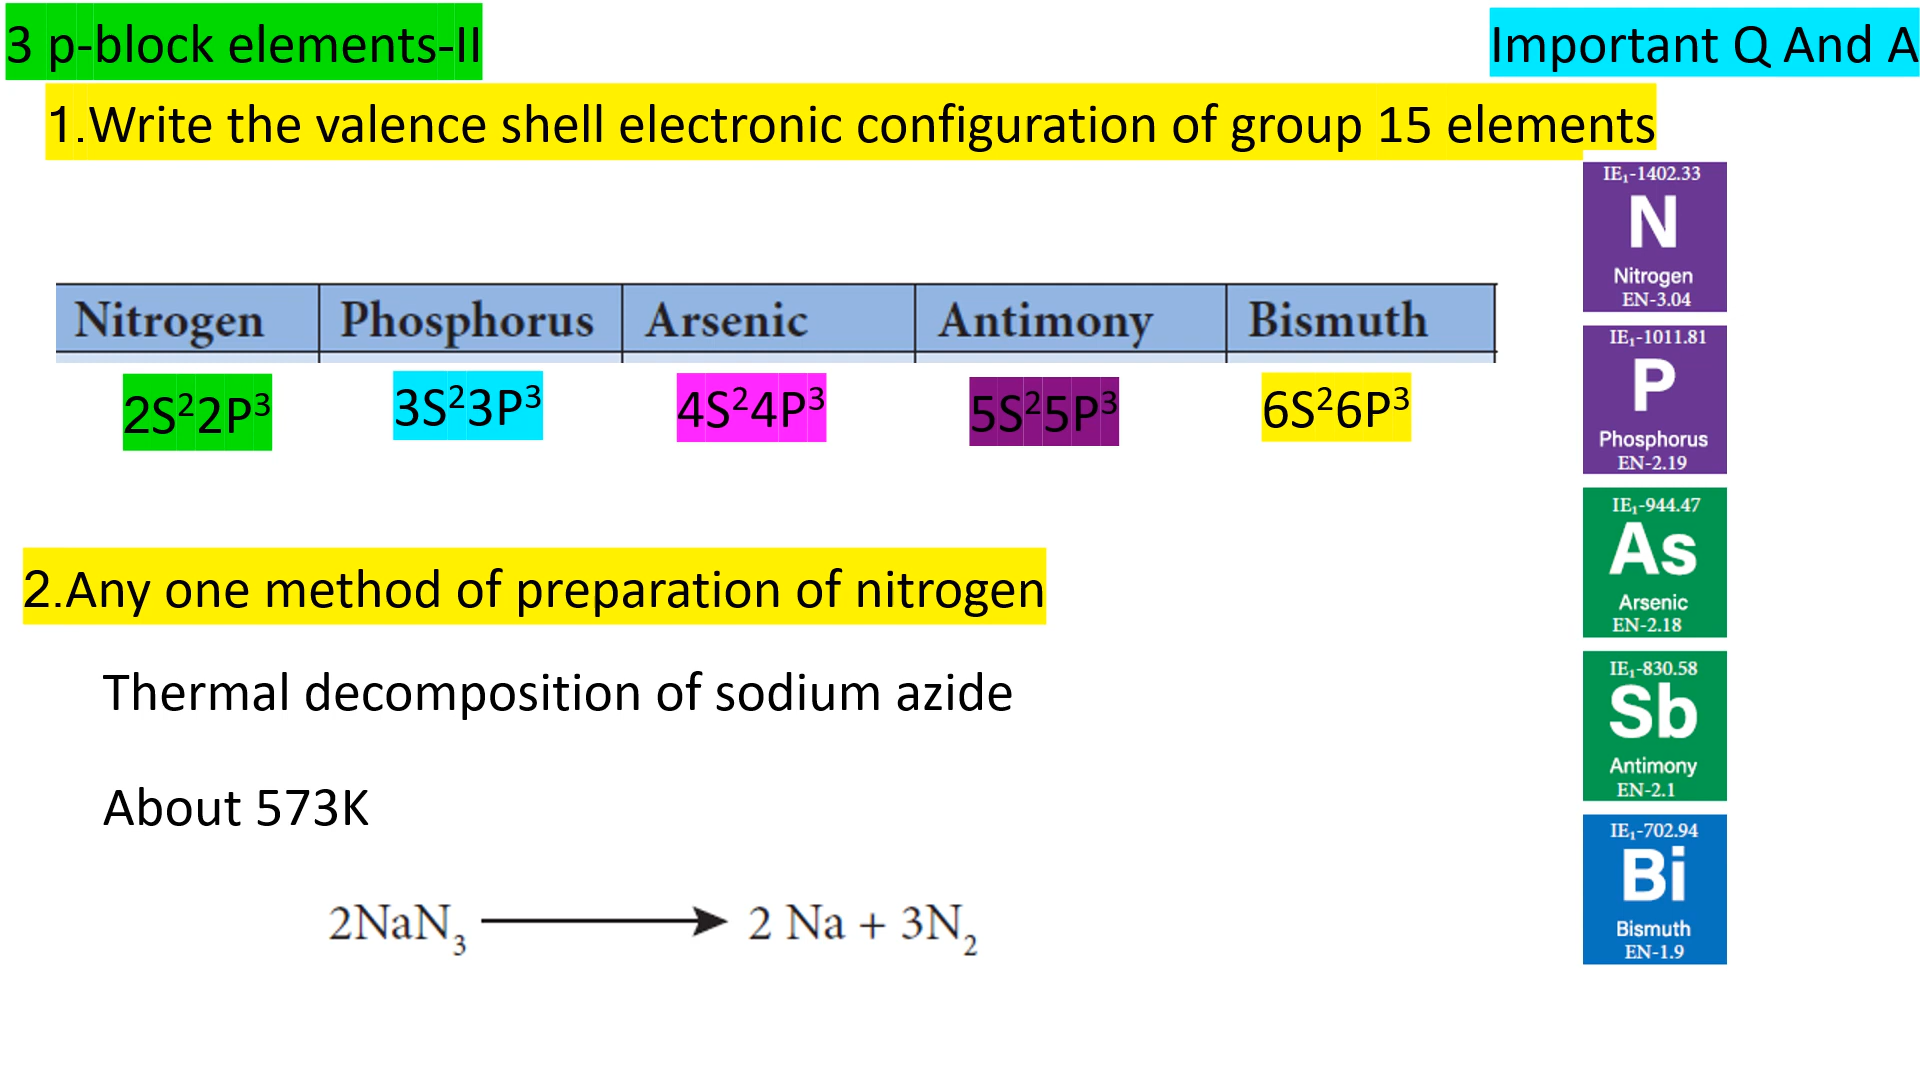 3 p-block elements-II
Important Q And A
1.Write the valence shell electronic configuration of group 15 elements
Nitrogen Phosphorus Arsenic Antimony Bismuth
2S²2P³ 3S²3P³ 4S²4P³ 5S²5P³ 6S²6P³
2.Any one method of preparation of nitrogen
Thermal decomposition of sodium azide
About 573K
2NaN₃ ⟶ 2 Na + 3N₂
IE₁-1402.33
N
Nitrogen
EN-3.04
IE₁-1011.81
P
Phosphorus
EN-2.19
IE₁-944.47
As
Arsenic
EN-2.18
IE₁-830.58
Sb
Antimony
EN-2.1
IE₁-702.94
Bi
Bismuth
EN-1.9